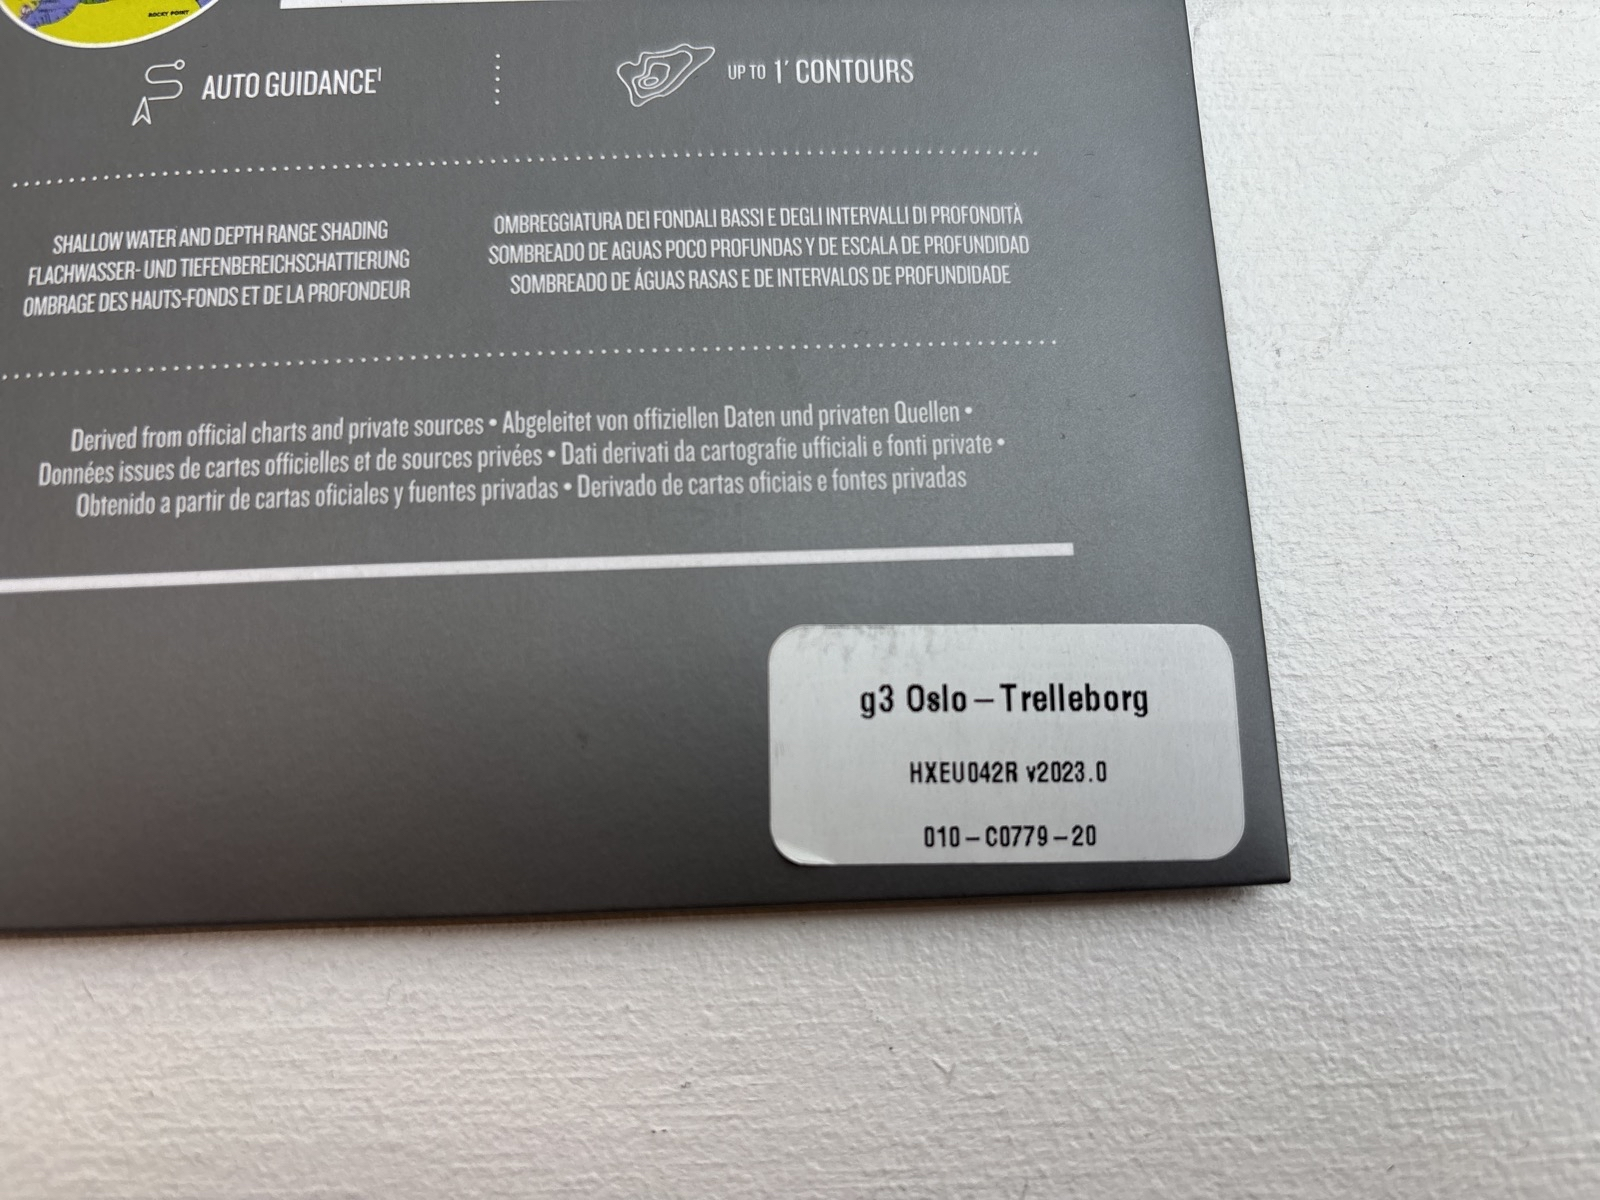 ROCKY POINT
AUTO GUIDANCE¹
UP TO 1' CONTOURS
SHALLOW WATER AND DEPTH RANGE SHADING
FLACHWASSER- UND TIEFENBEREICHSCHATTIERUNG
OMBRAGE DES HAUTS-FONDS ET DE LA PROFONDEUR
OMBREGGIATURA DEI FONDALI BASSI E DEGLI INTERVALLI DI PROFONDITÀ
SOMBREADO DE AGUAS POCO PROFUNDAS Y DE ESCALA DE PROFUNDIDAD
SOMBREADO DE ÁGUAS RASAS E DE INTERVALOS DE PROFUNDIDADE
Derived from official charts and private sources • Abgeleitet von offiziellen Daten und privaten Quellen •
Données issues de cartes officielles et de sources privées • Dati derivati da cartografie ufficiali e fonti private •
Obtenido a partir de cartas oficiales y fuentes privadas • Derivado de cartas oficiais e fontes privadas
g3 Oslo – Trelleborg
HXEU042R v2023.0
010-C0779-20